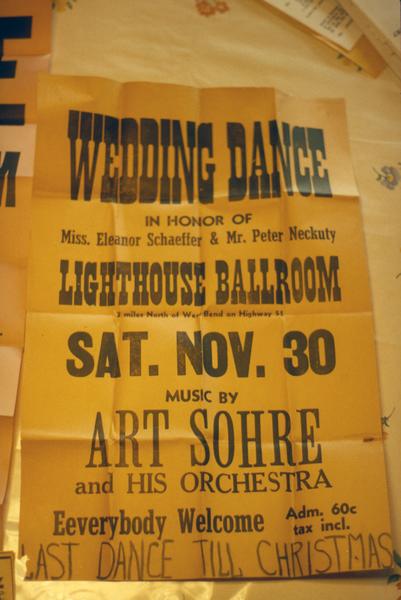 WEDDING DANCE
IN HONOR OF
Miss. Eleanor Schaeffer & Mr. Peter Neckuty
LIGHTHOUSE BALLROOM
3 miles North of West Bend on Highway 55
SAT. NOV. 30
MUSIC BY
ART SOHRE
and HIS ORCHESTRA
Eeverybody Welcome
Adm. 60c
tax incl.
LAST DANCE TILL CHRISTMAS